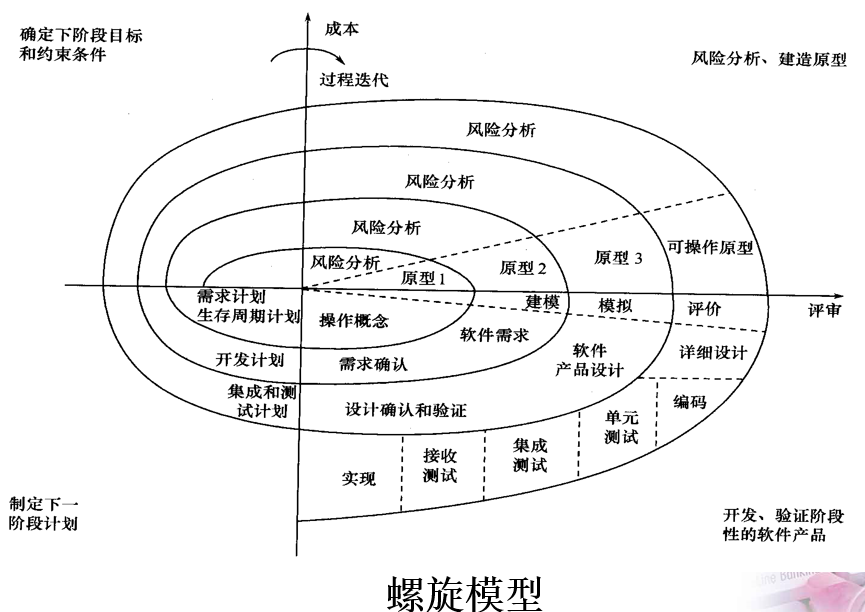 确定下阶段目标
和约束条件
成本
过程迭代
风险分析、建造原型
风险分析
风险分析
风险分析
风险分析
原型1
原型2
原型3
可操作原型
需求计划
生存周期计划
操作概念
建模
模拟
评价
评审
软件需求
开发计划
需求确认
软件
产品设计
详细设计
集成和测
试计划
设计确认和验证
单元
测试
编码
实现
接收
测试
集成
测试
制定下一
阶段计划
开发、验证阶段
性的软件产品
螺旋模型